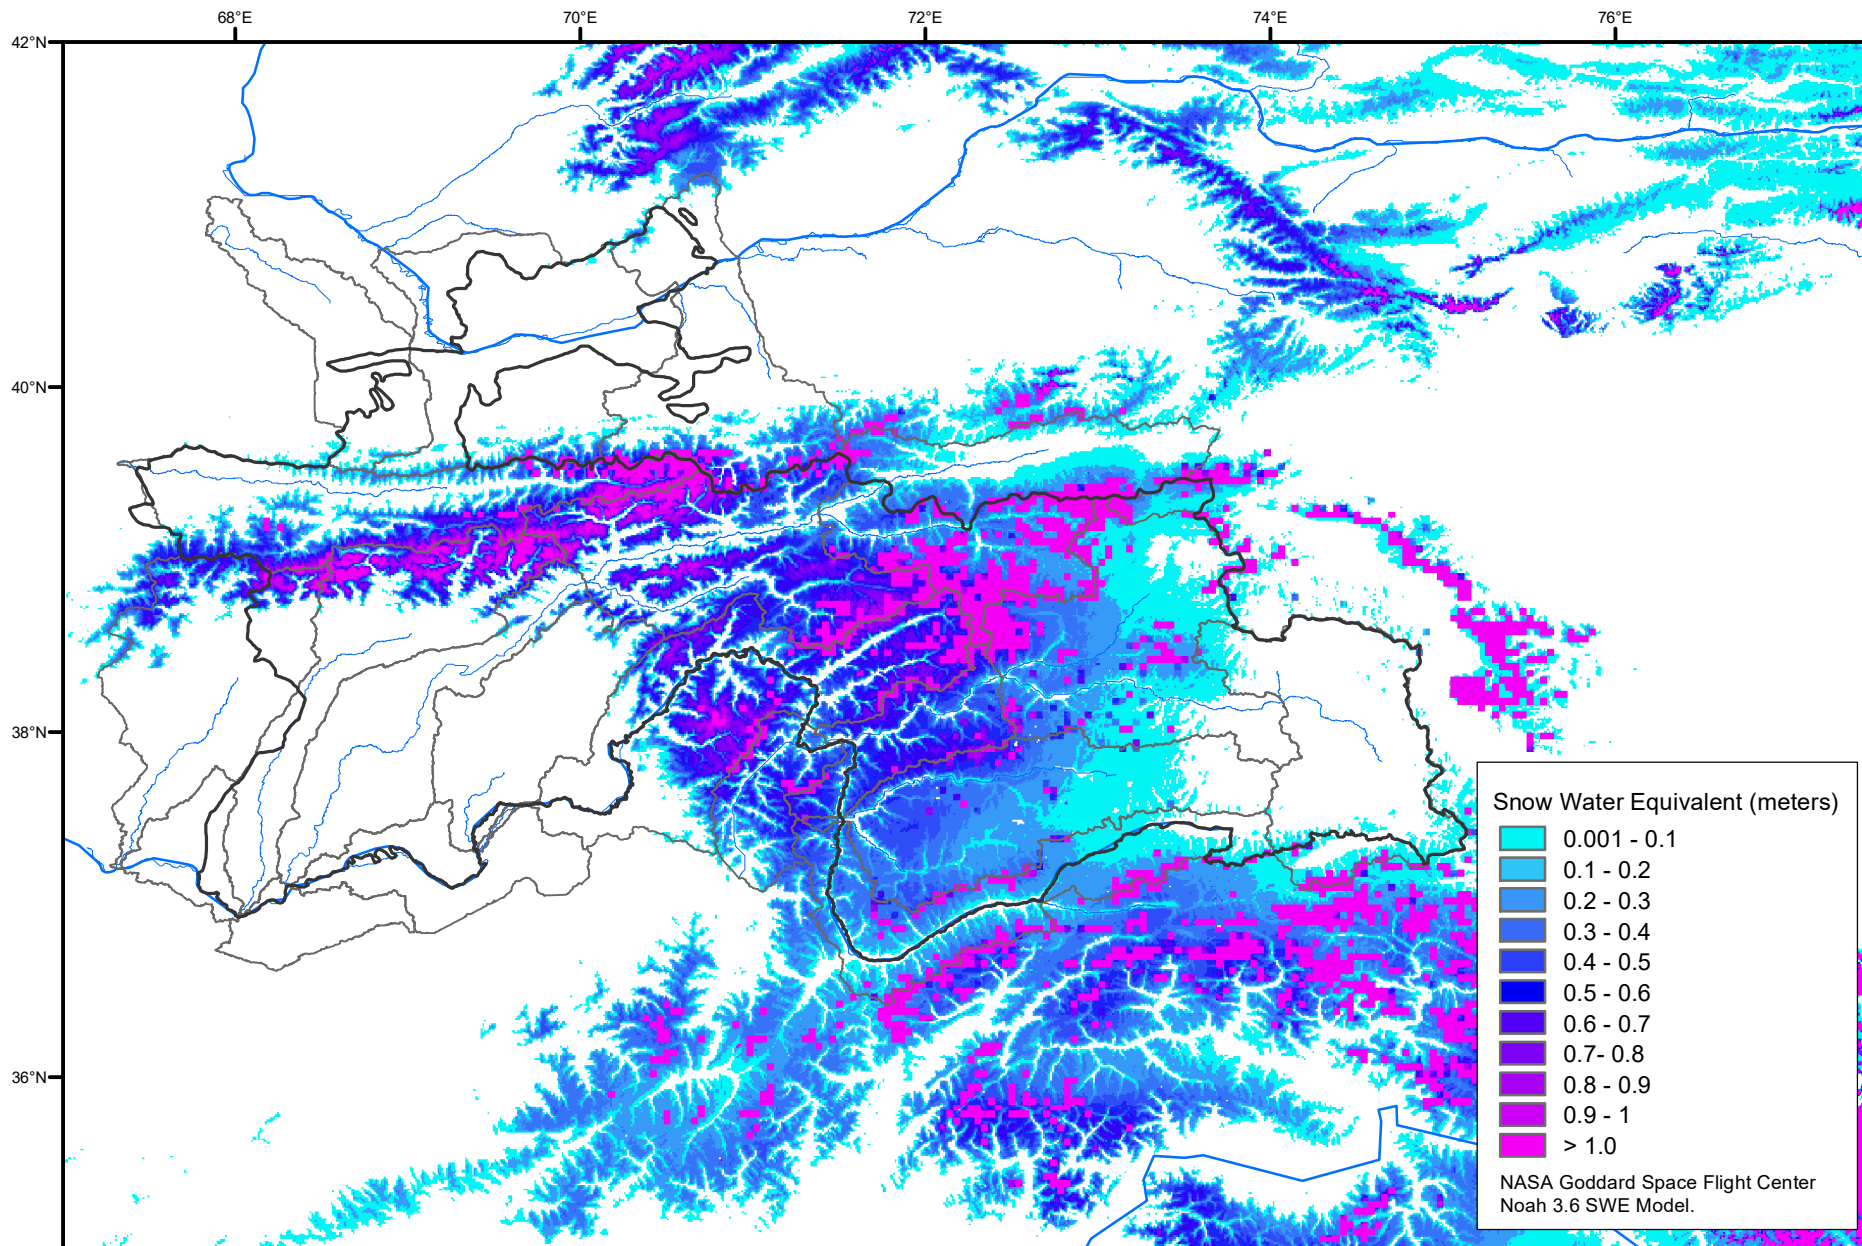 68°E
70°E
72°E
74°E
76°E
42°N
40°N
38°N
36°N
Snow Water Equivalent (meters)
0.001 - 0.1
0.1 - 0.2
0.2 - 0.3
0.3 - 0.4
0.4 - 0.5
0.5 - 0.6
0.6 - 0.7
0.7- 0.8
0.8 - 0.9
0.9 - 1
> 1.0
NASA Goddard Space Flight Center
Noah 3.6 SWE Model.